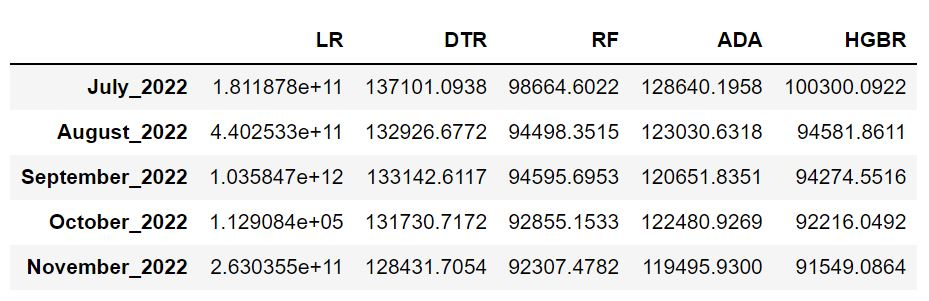 LR DTR RF ADA HGBR
July_2022 1.811878e+11 137101.0938 98664.6022 128640.1958 100300.0922
August_2022 4.402533e+11 132926.6772 94498.3515 123030.6318 94581.8611
September_2022 1.035847e+12 133142.6117 94595.6953 120651.8351 94274.5516
October_2022 1.129084e+05 131730.7172 92855.1533 122480.9269 92216.0492
November_2022 2.630355e+11 128431.7054 92307.4782 119495.9300 91549.0864